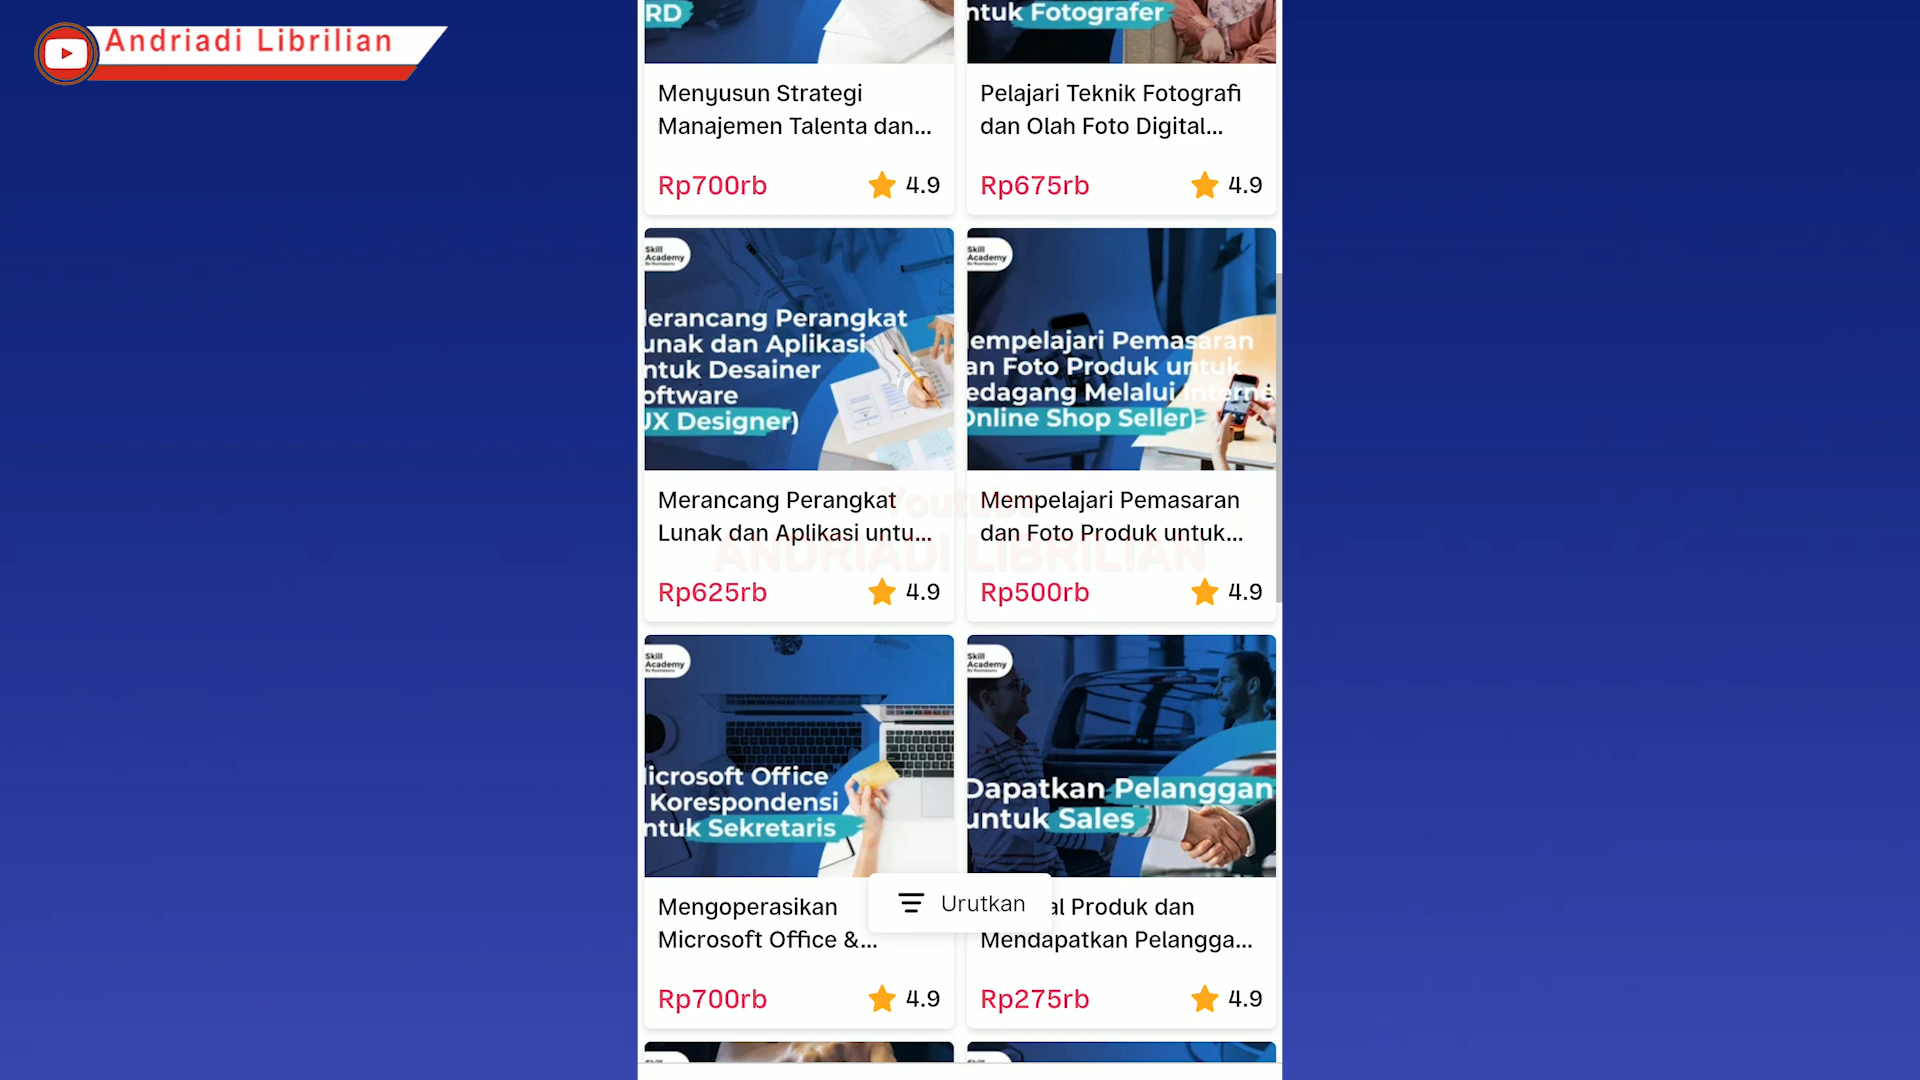 Andriadi Librilian
RD)
ntuk Fotografer
Menyusun Strategi
Manajemen Talenta dan...
Rp700rb
4.9
Pelajari Teknik Fotografi
dan Olah Foto Digital...
Rp675rb
4.9
Skill
Academy
erancang Perangkat
unak dan Aplikasi
ntuk Desainer
oftware
UX Designer)
Merancang Perangkat
Lunak dan Aplikasi untu...
Rp625rb
4.9
Skill
Academy
empelajari Pemasaran
an Foto Produk untuk
edagang Melalui Interne
Online Shop Seller)
Mempelajari Pemasaran
dan Foto Produk untuk...
Rp500rb
4.9
Youtube
ANDRIADI LIBRILIAN
Skill
Academy
icrosoft Office
Korespondensi
ntuk Sekretaris
Mengoperasikan
Microsoft Office &...
Rp700rb
4.9
Skill
Academy
Dapatkan Pelanggan
untuk Sales
al Produk dan
Mendapatkan Pelangga...
Rp275rb
4.9
Urutkan